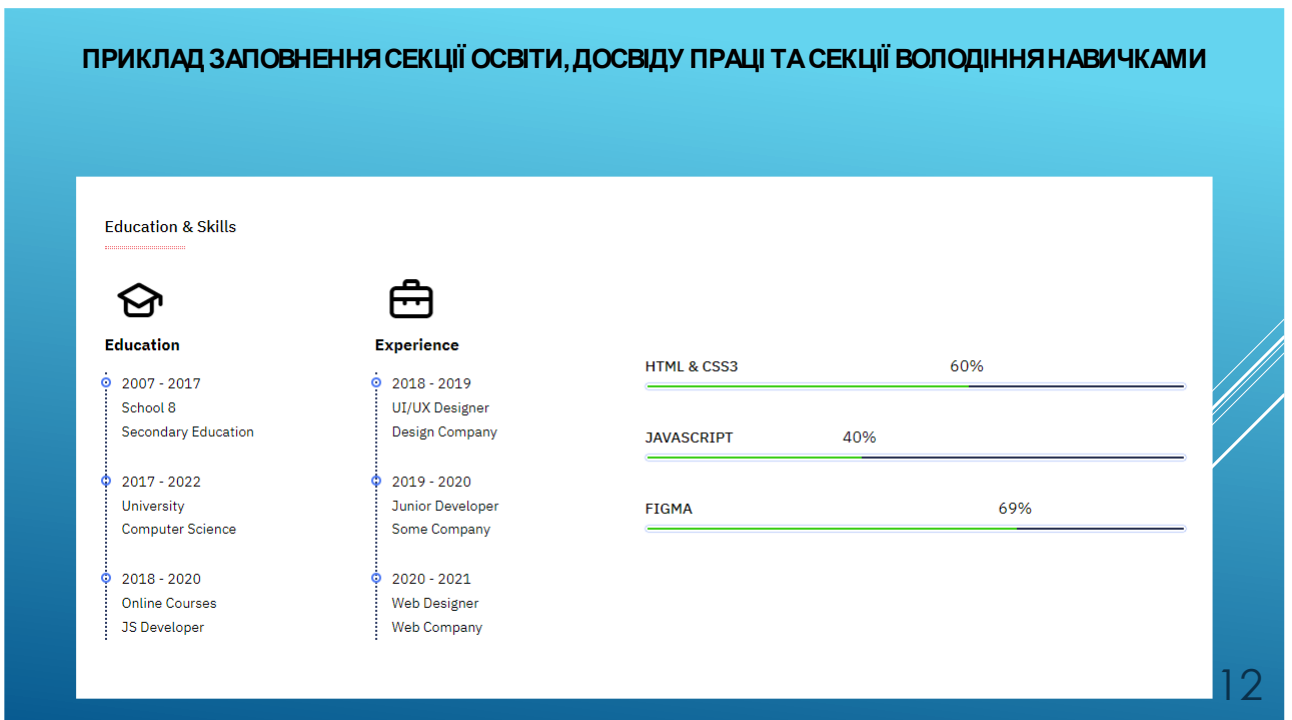 ПРИКЛАД ЗАПОВНЕННЯ СЕКЦІЇ ОСВІТИ, ДОСВІДУ ПРАЦІ ТА СЕКЦІЇ ВОЛОДІННЯ НАВИЧКАМИ
Education & Skills
Education
2007 - 2017
School 8
Secondary Education
2017 - 2022
University
Computer Science
2018 - 2020
Online Courses
JS Developer
Experience
2018 - 2019
UI/UX Designer
Design Company
2019 - 2020
Junior Developer
Some Company
2020 - 2021
Web Designer
Web Company
HTML & CSS3 60%
JAVASCRIPT 40%
FIGMA 69%
12